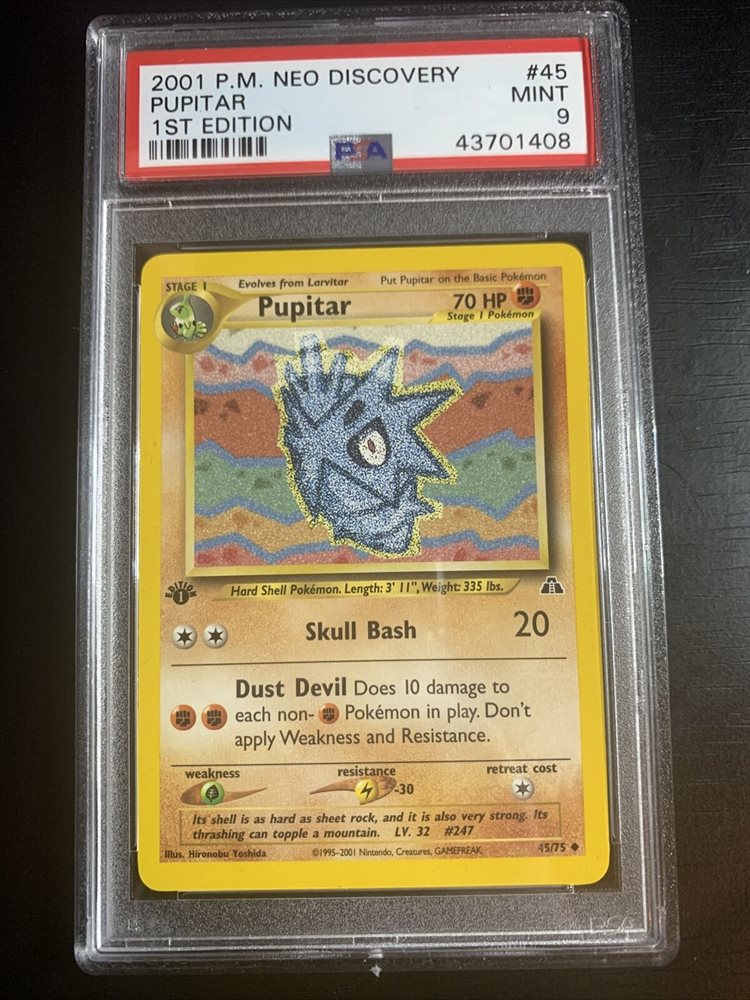 2001 P.M. NEO DISCOVERY #45
PUPITAR MINT
1ST EDITION 9
PSA 43701408
STAGE 1 Evolves from Larvitar Put Pupitar on the Basic Pokémon
Pupitar 70 HP
Stage 1 Pokémon
EDITION 1
Hard Shell Pokémon. Length: 3' 11", Weight: 335 lbs.
Skull Bash 20
Dust Devil Does 10 damage to
each non- Pokémon in play. Don't
apply Weakness and Resistance.
weakness resistance retreat cost
-30
Its shell is as hard as sheet rock, and it is also very strong. Its
thrashing can topple a mountain. LV. 32 #247
Illus. Hironobu Yoshida ©1995-2001 Nintendo, Creatures, GAMEFREAK. 45/75
PSA